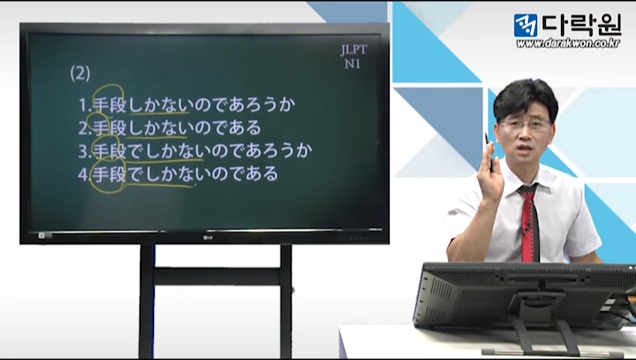 다락원
www.darakwon.co.kr
JLPT
N1
(2)
1.手段しかないのであろうか
2.手段しかないのである
3.手段でしかないのであろうか
4.手段でしかないのである
LG